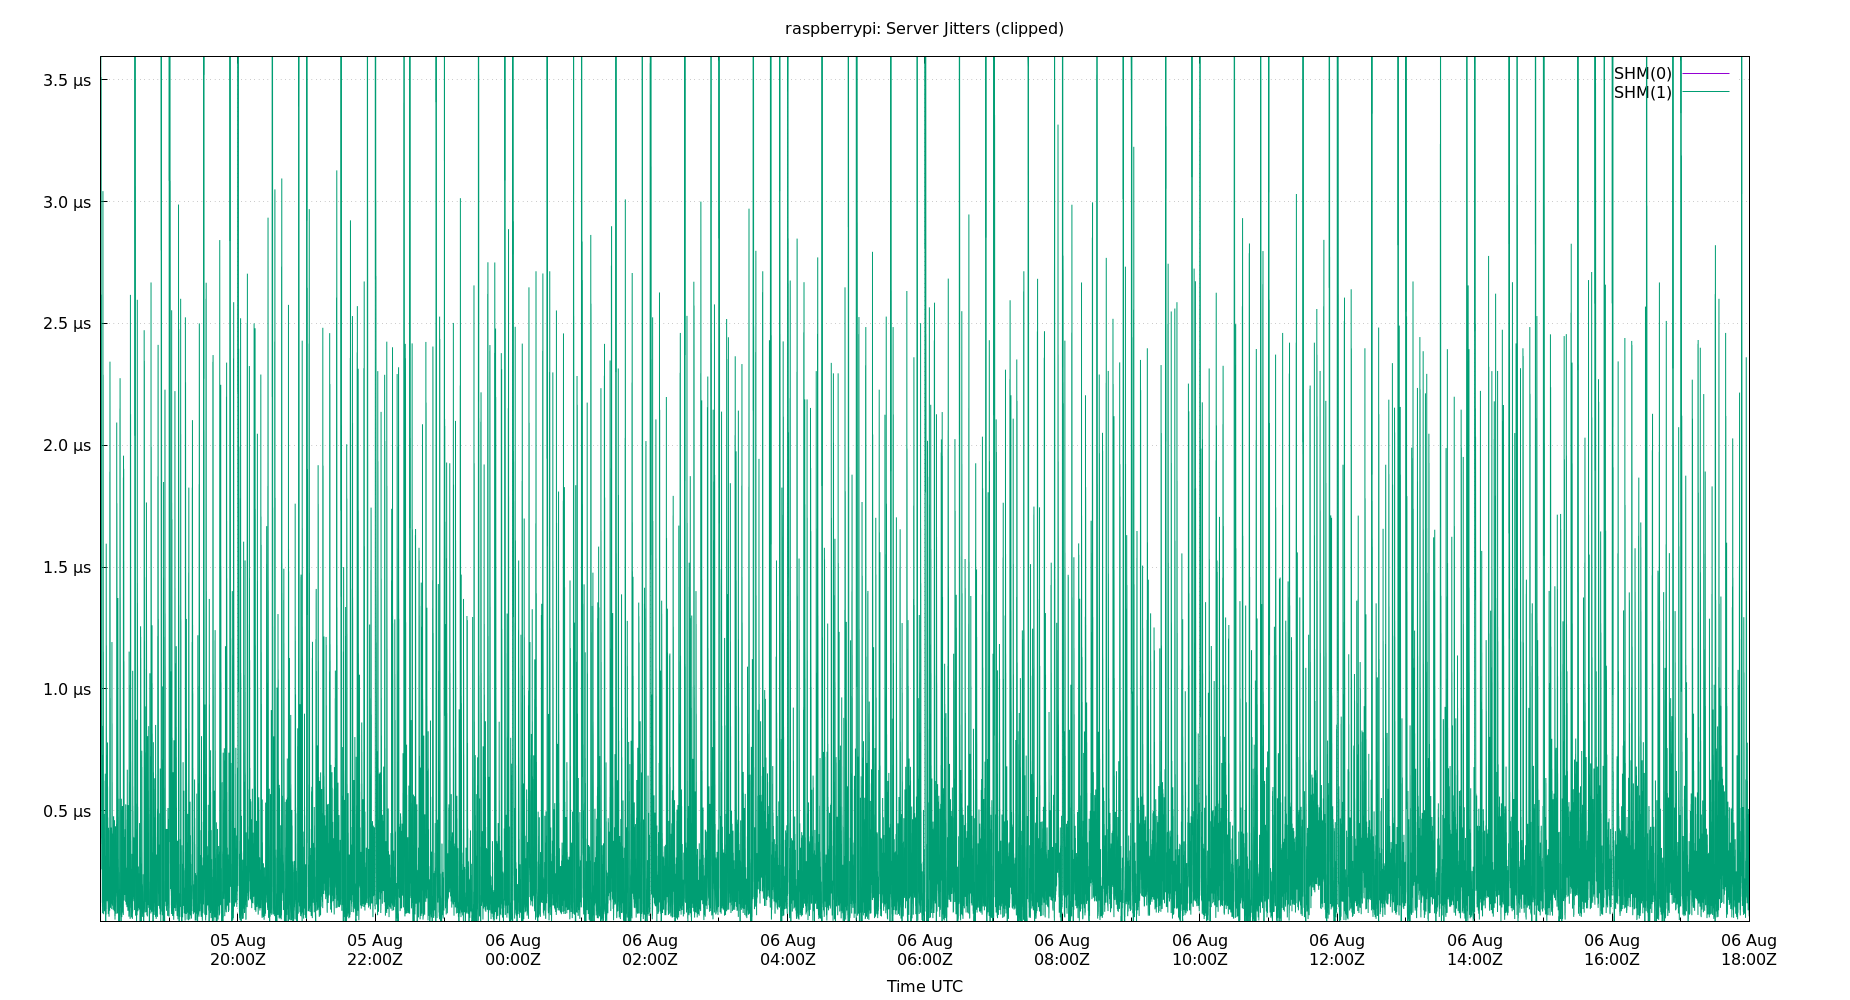 raspberrypi: Server Jitters (clipped)
SHM(0)
SHM(1)
3.5 µs
3.0 µs
2.5 µs
2.0 µs
1.5 µs
1.0 µs
0.5 µs
05 Aug 05 Aug 06 Aug 06 Aug 06 Aug 06 Aug 06 Aug 06 Aug 06 Aug 06 Aug 06 Aug 06 Aug
20:00Z 22:00Z 00:00Z 02:00Z 04:00Z 06:00Z 08:00Z 10:00Z 12:00Z 14:00Z 16:00Z 18:00Z
Time UTC